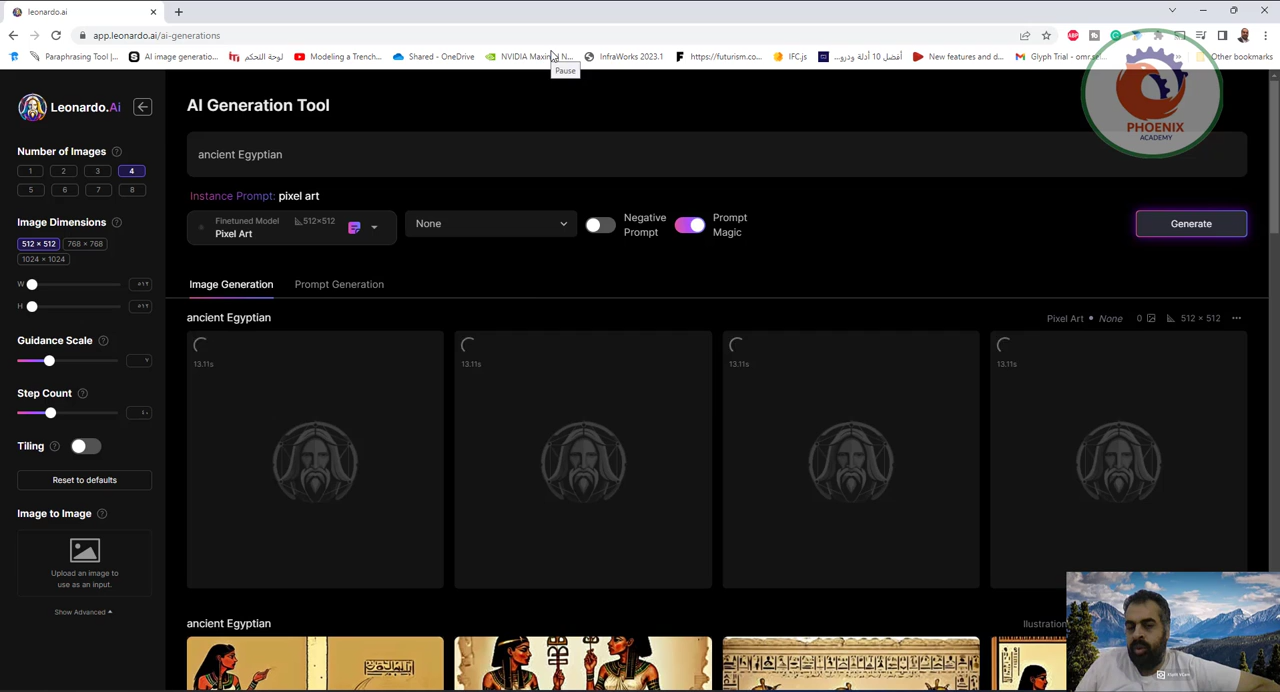 leonardo.ai
app.leonardo.ai/ai-generations
Paraphrasing Tool |...
AI image generatio...
لوحة التحكم
Modeling a Trench...
Shared - OneDrive
NVIDIA Maxine | N...
InfraWorks 2023.1
https://futurism.co...
IFC.js
أفضل 10 أدلة ودرو...
New features and d...
Glyph Trial - omr.sel...
Other bookmarks
Pause
PHOENIX
ACADEMY
Leonardo.Ai
Number of Images
1 2 3 4
5 6 7 8
Image Dimensions
512 × 512 768 × 768
1024 × 1024
W ٥١٢
H ٥١٢
Guidance Scale
٧
Step Count
Tiling
Reset to defaults
Image to Image
Upload an image to
use as an input.
Show Advanced
AI Generation Tool
ancient Egyptian
Instance Prompt: pixel art
Finetuned Model 512×512
Pixel Art
None
Negative
Prompt
Prompt
Magic
Generate
Image Generation Prompt Generation
ancient Egyptian
Pixel Art • None 0 512 × 512
13.11s 13.11s 13.11s 13.11s
ancient Egyptian